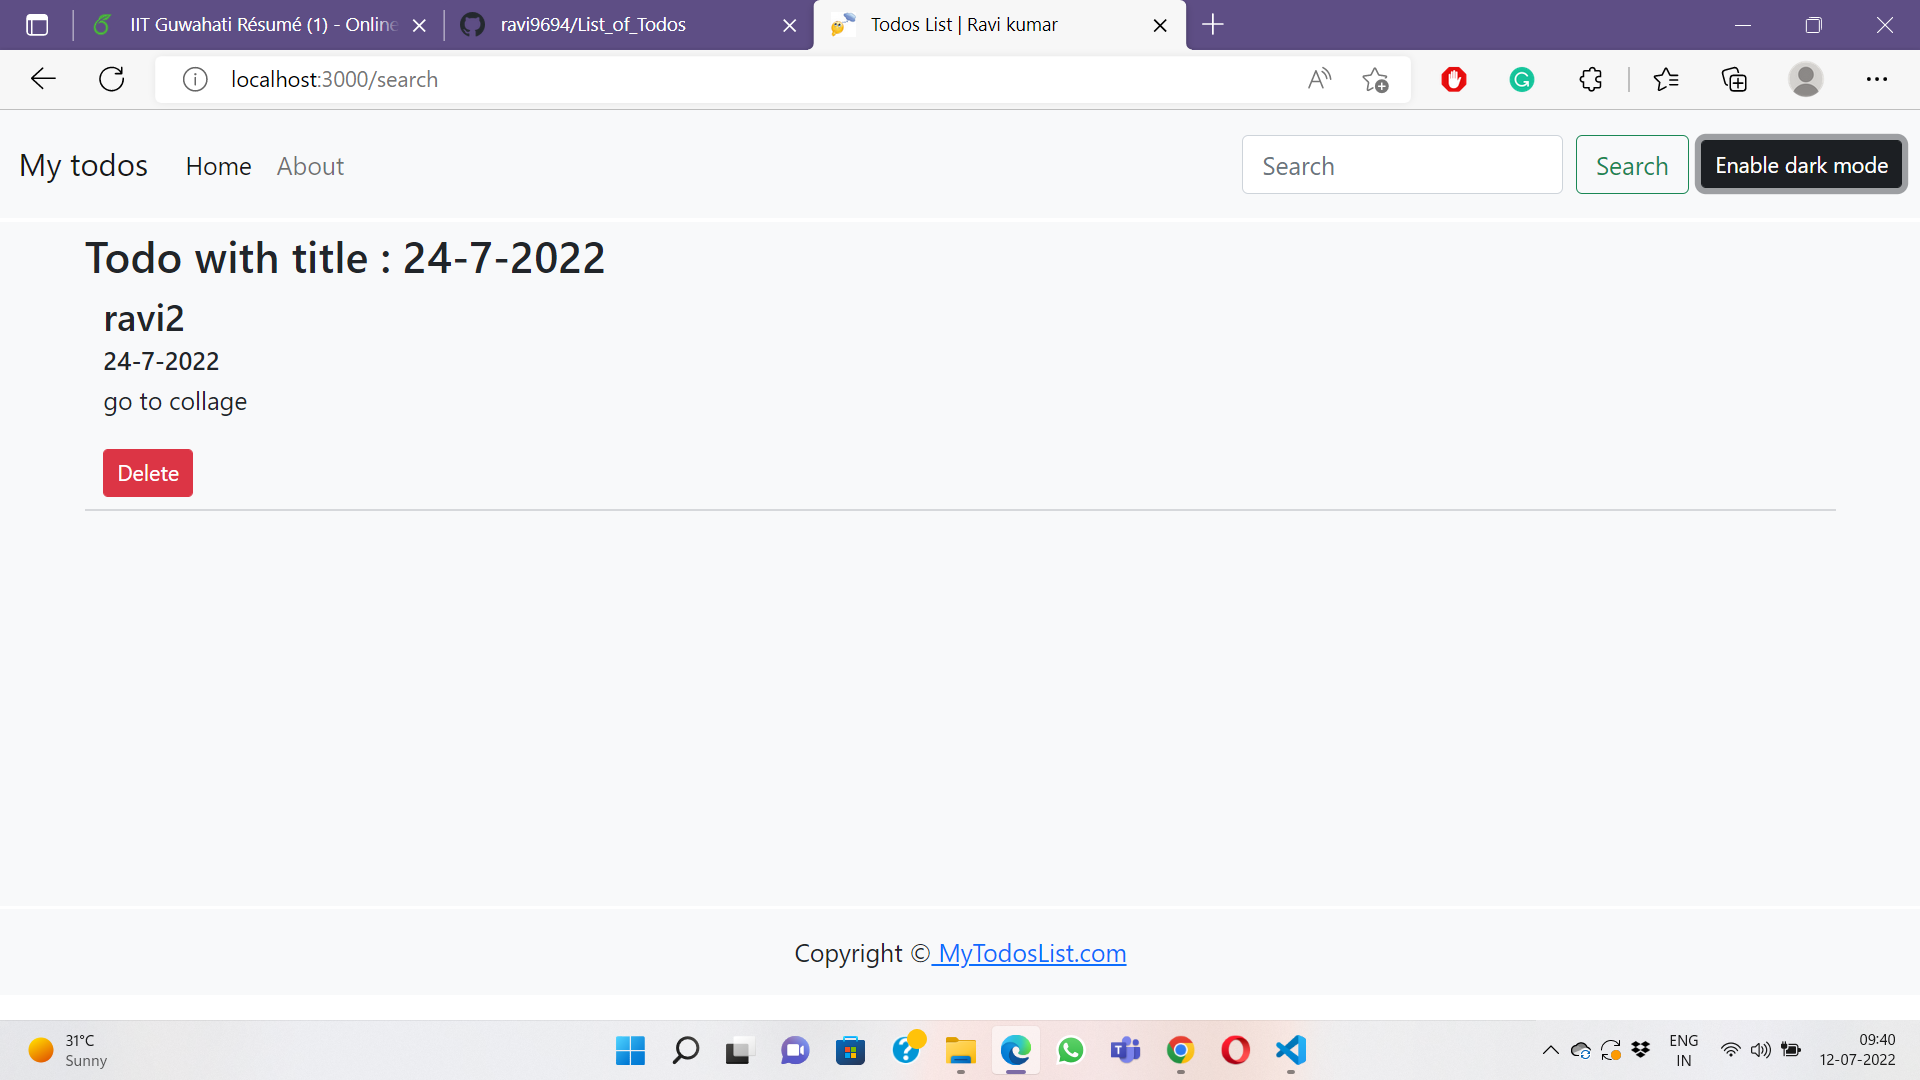 IIT Guwahati Résumé (1) - Online
ravi9694/List_of_Todos
Todos List | Ravi kumar
localhost:3000/search
My todos
Home
About
Search
Search
Enable dark mode
Todo with title : 24-7-2022
ravi2
24-7-2022
go to collage
Delete
Copyright © MyTodosList.com
31°C
Sunny
ENG
IN
09:40
12-07-2022